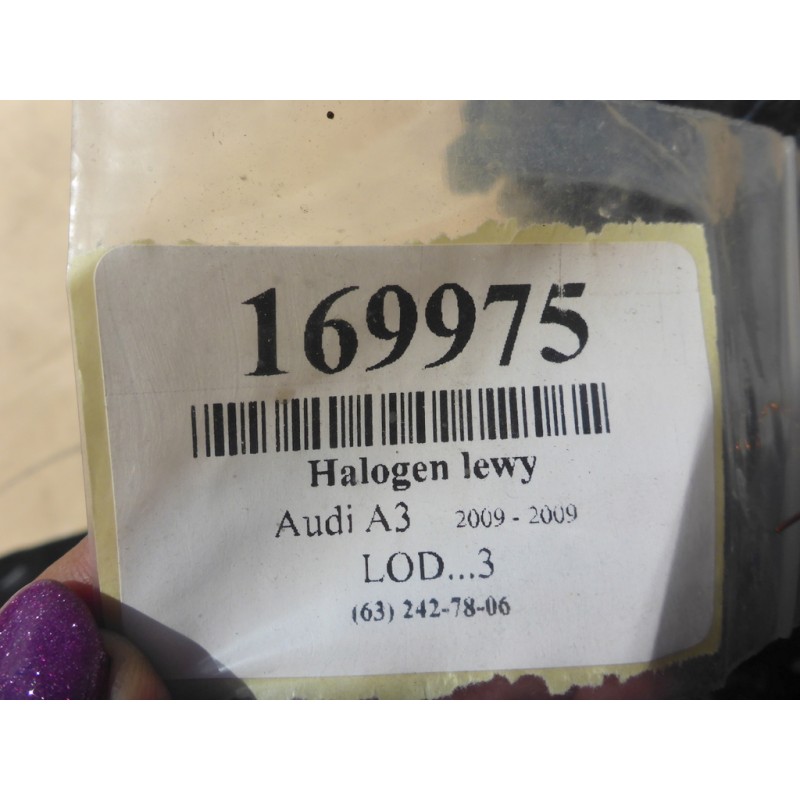 169975
Halogen lewy
Audi A3 2009 - 2009
LOD...3
(63) 242-78-06